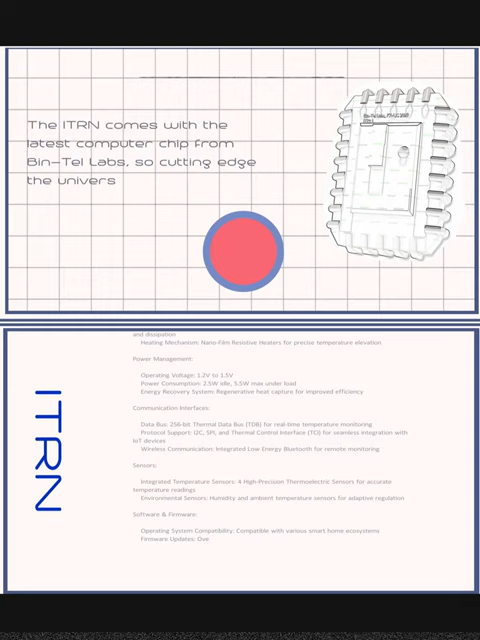 The ITRN comes with the
latest computer chip from
Bin-Tel Labs, so cutting edge
the univers
and dissipation
Heating Mechanism: Nano-Film Resistive Heaters for precise temperature elevation
Power Management:
Operating Voltage: 1.2V to 1.5V
Power Consumption: 2.5W idle, 5.5W max under load
Energy Recovery System: Regenerative heat capture for improved efficiency
Communication Interfaces:
Data Bus: 256-bit Thermal Data Bus (TDB) for real-time temperature monitoring
Protocol Support: I2C, SPI, and Thermal Control Interface (TCI) for seamless integration with
IoT devices
Wireless Communication: Integrated Low Energy Bluetooth for remote monitoring
Sensors:
Integrated Temperature Sensors: 4 High-Precision Thermoelectric Sensors for accurate
temperature readings
Environmental Sensors: Humidity and ambient temperature sensors for adaptive regulation
Software & Firmware:
Operating System Compatibility: Compatible with various smart home ecosystems
Firmware Updates: Ove
ITRN